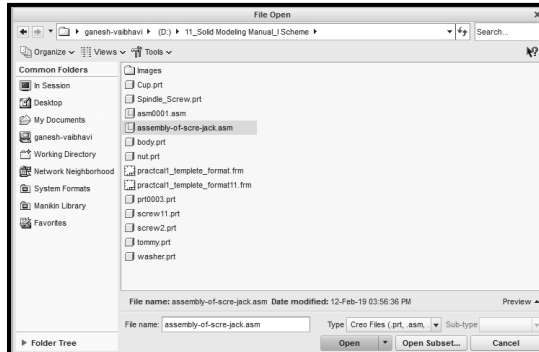 File Open
ganesh-vaibhavi (D:) 11_Solid Modeling Manual_I Scheme Search...
Organize Views Tools
Common Folders
In Session
Desktop
My Documents
ganesh-vaibhavi
Working Directory
Network Neighborhood
System Formats
Manikin Library
Favorites
Images
Cup.prt
Spindle_Screw.prt
asm0001.asm
assembly-of-scre-jack.asm
body.prt
nut.prt
practcal1_templete_format.frm
practcal1_templete_format11.frm
prt0003.prt
screw11.prt
screw2.prt
tommy.prt
washer.prt
File name: assembly-of-scre-jack.asm Date modified: 12-Feb-19 03:56:36 PM Preview
File name: assembly-of-scre-jack.asm Type Creo Files (.prt, .asm, . Sub-type
Folder Tree
Open Open Subset... Cancel